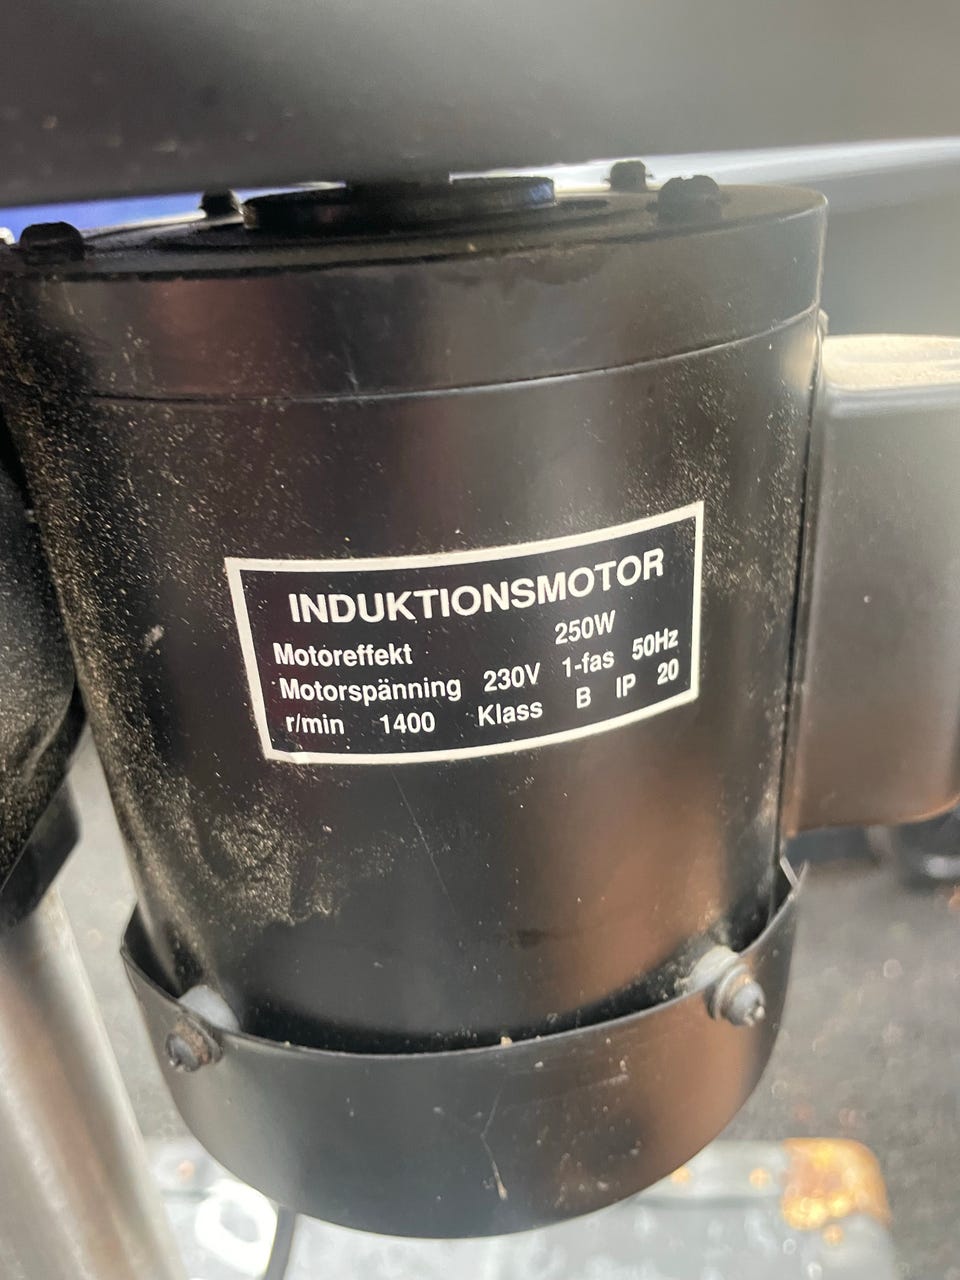 INDUKTIONSMOTOR
Motoreffekt 250W
Motorspänning 230V 1-fas 50Hz
r/min 1400 Klass B IP 20